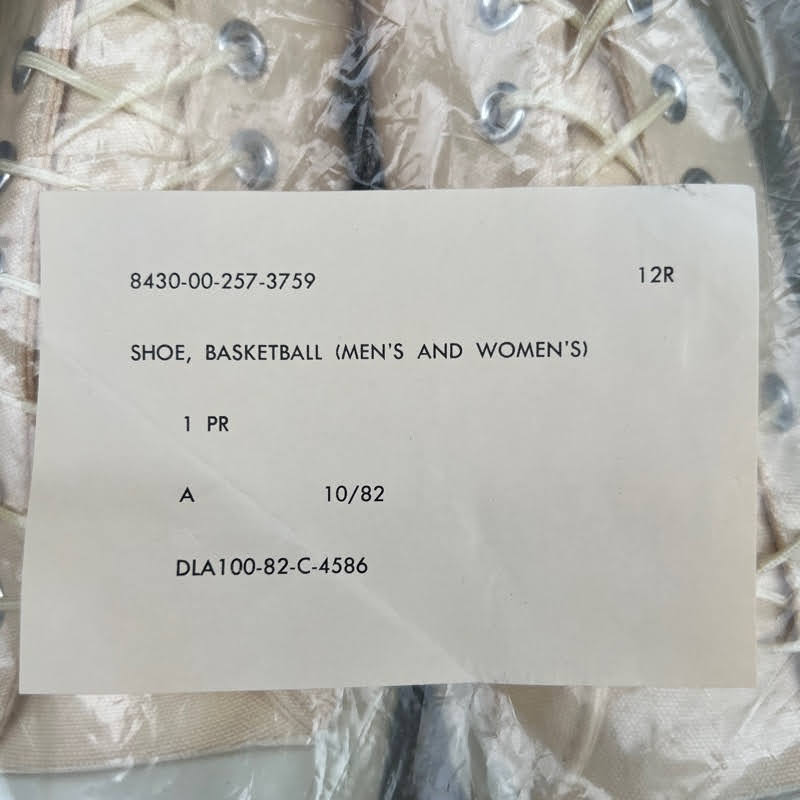 8430-00-257-3759 12R
SHOE, BASKETBALL (MEN'S AND WOMEN'S)
1 PR
A 10/82
DLA100-82-C-4586